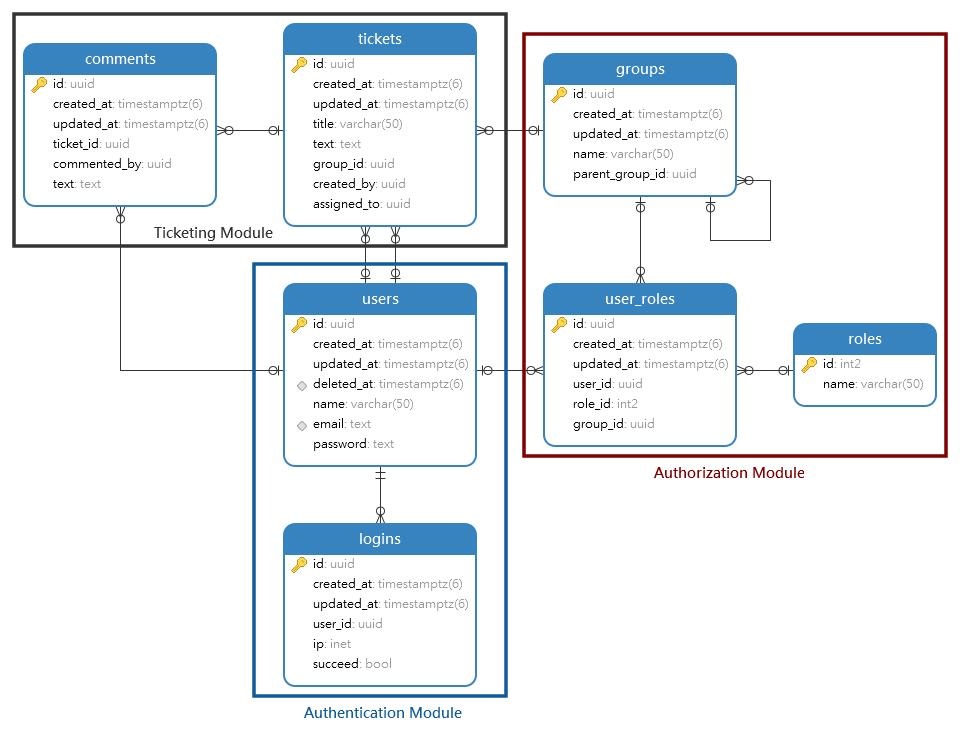 comments
id: uuid
created_at: timestamptz(6)
updated_at: timestamptz(6)
ticket_id: uuid
commented_by: uuid
text: text
tickets
id: uuid
created_at: timestamptz(6)
updated_at: timestamptz(6)
title: varchar(50)
text: text
group_id: uuid
created_by: uuid
assigned_to: uuid
Ticketing Module
groups
id: uuid
created_at: timestamptz(6)
updated_at: timestamptz(6)
name: varchar(50)
parent_group_id: uuid
users
id: uuid
created_at: timestamptz(6)
updated_at: timestamptz(6)
deleted_at: timestamptz(6)
name: varchar(50)
email: text
password: text
user_roles
id: uuid
created_at: timestamptz(6)
updated_at: timestamptz(6)
user_id: uuid
role_id: int2
group_id: uuid
roles
id: int2
name: varchar(50)
Authorization Module
logins
id: uuid
created_at: timestamptz(6)
updated_at: timestamptz(6)
user_id: uuid
ip: inet
succeed: bool
Authentication Module